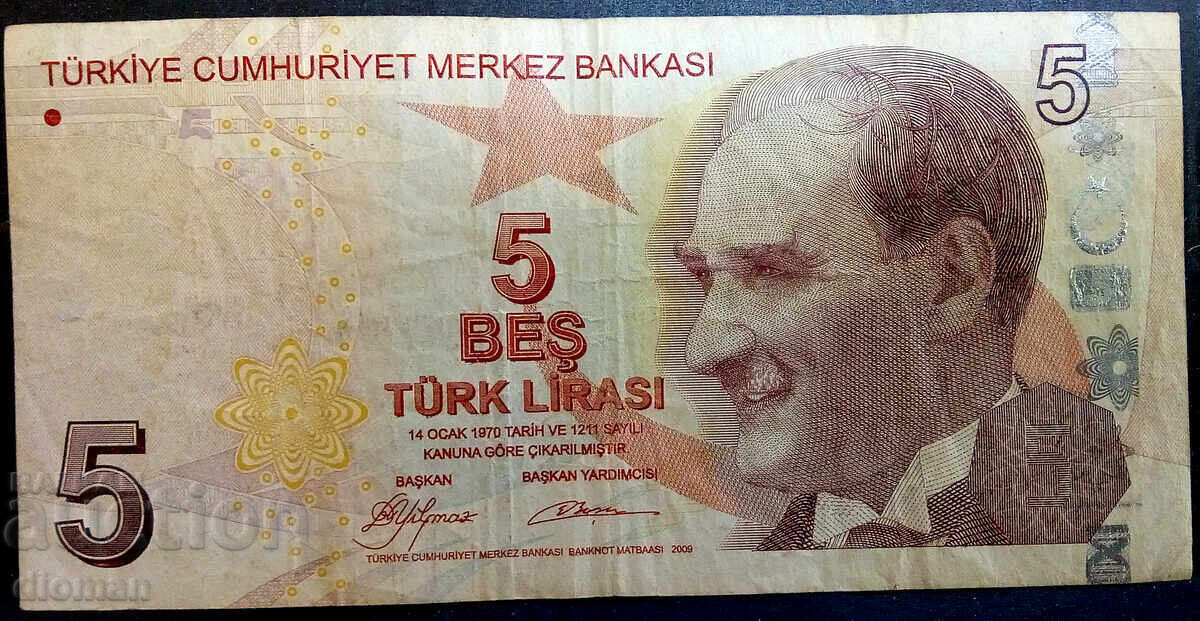 TÜRKİYE CUMHURİYET MERKEZ BANKASI
5
5
5
BEŞ
TÜRK LİRASI
14 OCAK 1970 TARİH VE 1211 SAYILI
KANUNA GÖRE ÇIKARILMIŞTIR.
BAŞKAN
BAŞKAN YARDIMCISI
5
TÜRKİYE CUMHURİYET MERKEZ BANKASI BANKNOT MATBAASI 2009
auction
dioman